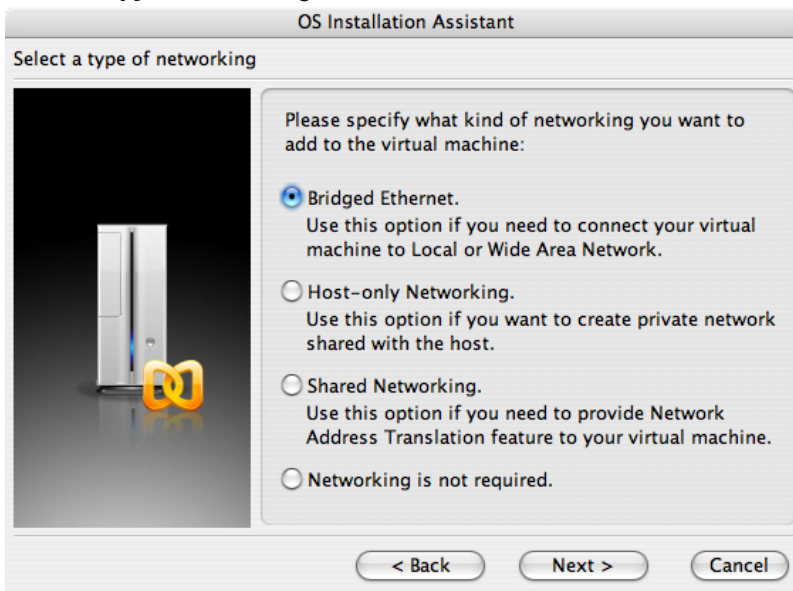 OS Installation Assistant
Select a type of networking
Please specify what kind of networking you want to
add to the virtual machine:
Bridged Ethernet.
Use this option if you need to connect your virtual
machine to Local or Wide Area Network.
Host-only Networking.
Use this option if you want to create private network
shared with the host.
Shared Networking.
Use this option if you need to provide Network
Address Translation feature to your virtual machine.
Networking is not required.
< Back
Next >
Cancel